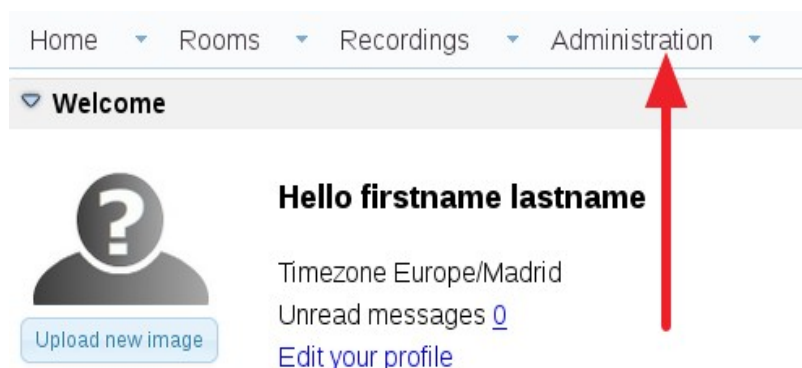 Home Rooms Recordings Administration
Welcome
?
Hello firstname lastname
Timezone Europe/Madrid
Unread messages 0
Upload new image
Edit your profile